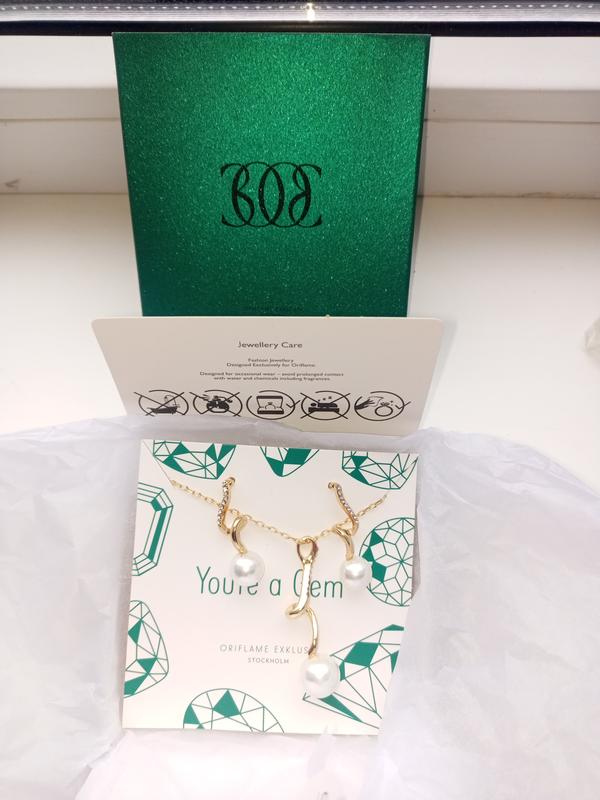 Jewellery Care
Fashion Jewellery
Designed Exclusively for Oriflame.
Designed for occasional wear – avoid prolonged contact
with water and chemicals including fragrances.
You're a Gem
ORIFLAME EXKLUS
STOCKHOLM